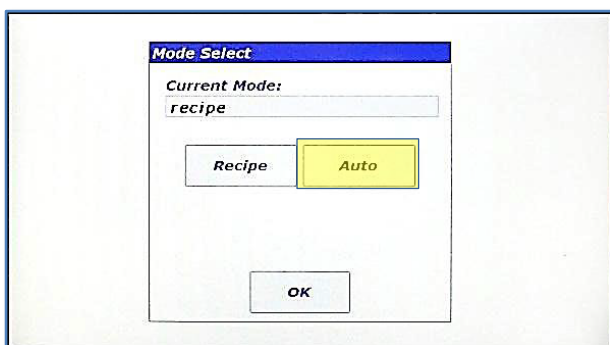 Mode Select
Current Mode:
recipe
Recipe Auto
OK